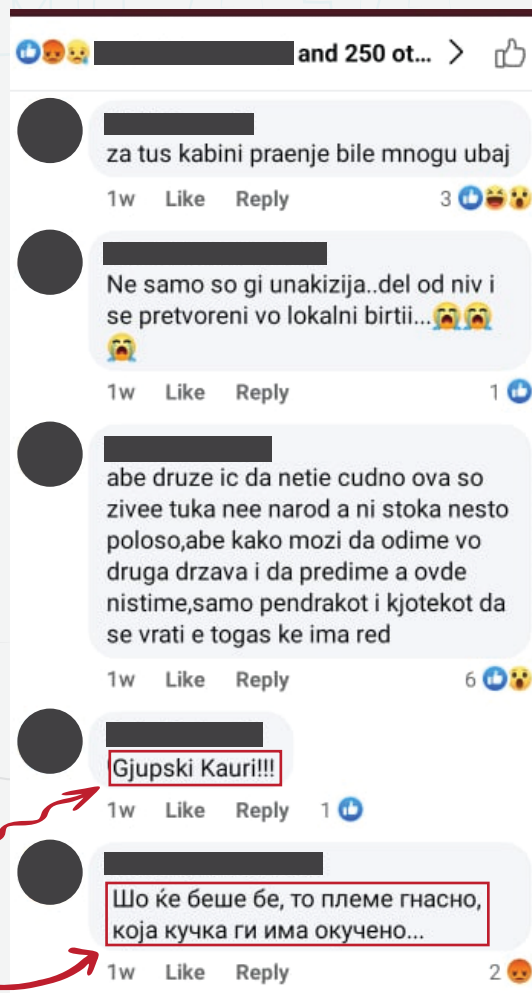 and 250 ot...
za tus kabini praenje bile mnogu ubaj
1w Like Reply 3
Ne samo so gi unakizija..del od niv i
se pretvoreni vo lokalni birtii...
1w Like Reply 1
abe druze ic da netie cudno ova so
zivee tuka nee narod a ni stoka nesto
poloso,abe kako mozi da odime vo
druga drzava i da predime a ovde
nistime,samo pendrakot i kjotekot da
se vrati e togas ke ima red
1w Like Reply 6
Gjupski Kauri!!!
1w Like Reply 1
Шо ќе беше бе, то племе гнасно,
која кучка ги има окучено...
1w Like Reply 2